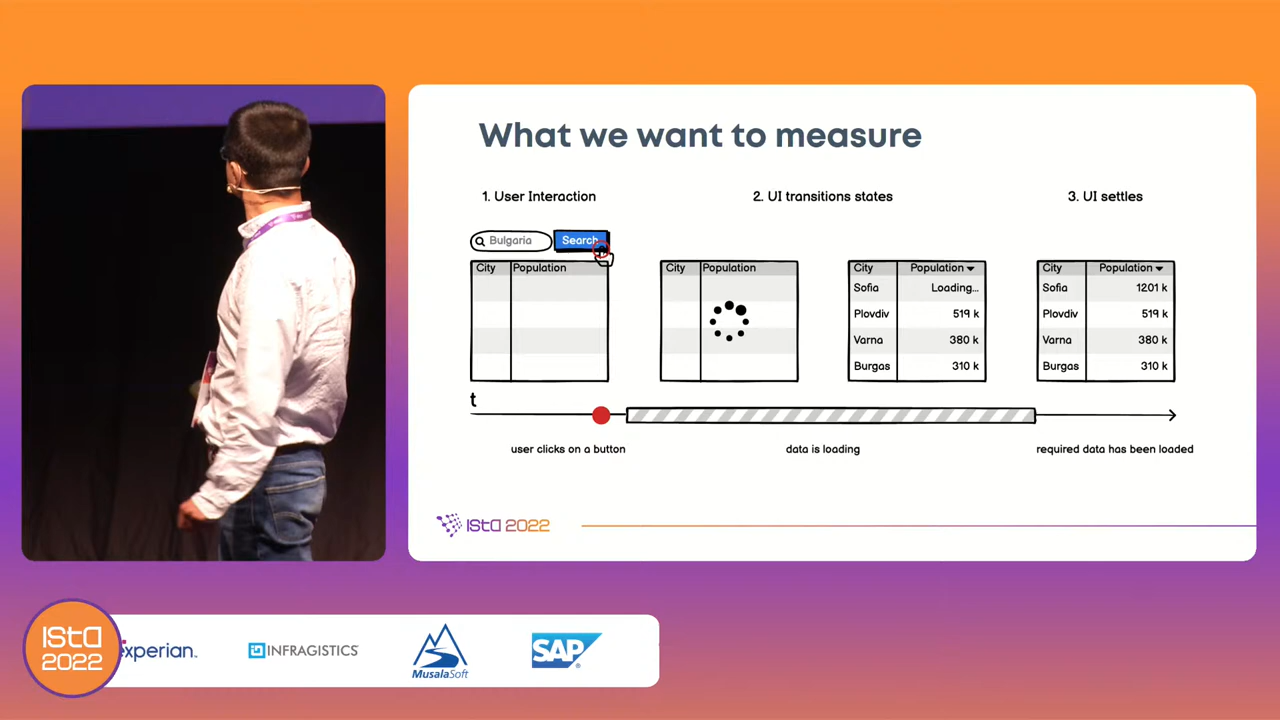 What we want to measure
1. User Interaction
2. UI transitions states
3. UI settles
Bulgaria
Search
City Population
City Population
City Population
Sofia Loading...
Plovdiv 519 k
Varna 380 k
Burgas 310 k
City Population
Sofia 1201 k
Plovdiv 519 k
Varna 380 k
Burgas 310 k
t
user clicks on a button
data is loading
required data has been loaded
ISTA 2022
ISTA
2022
experian.
INFRAGISTICS
MusalaSoft
SAP